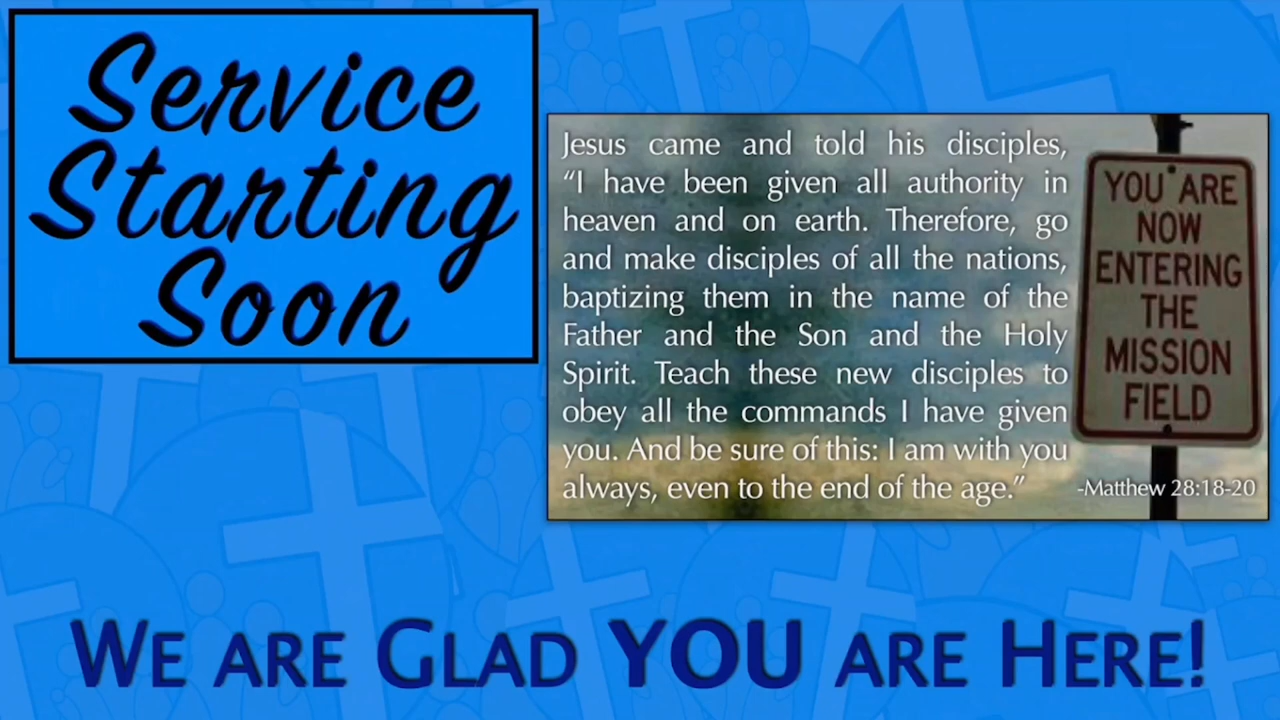 Service
Starting
Soon
Jesus came and told his disciples,
“I have been given all authority in
heaven and on earth. Therefore, go
and make disciples of all the nations,
baptizing them in the name of the
Father and the Son and the Holy
Spirit. Teach these new disciples to
obey all the commands I have given
you. And be sure of this: I am with you
always, even to the end of the age.”
-Matthew 28:18-20
YOU ARE
NOW
ENTERING
THE
MISSION
FIELD
WE ARE GLAD YOU ARE HERE!